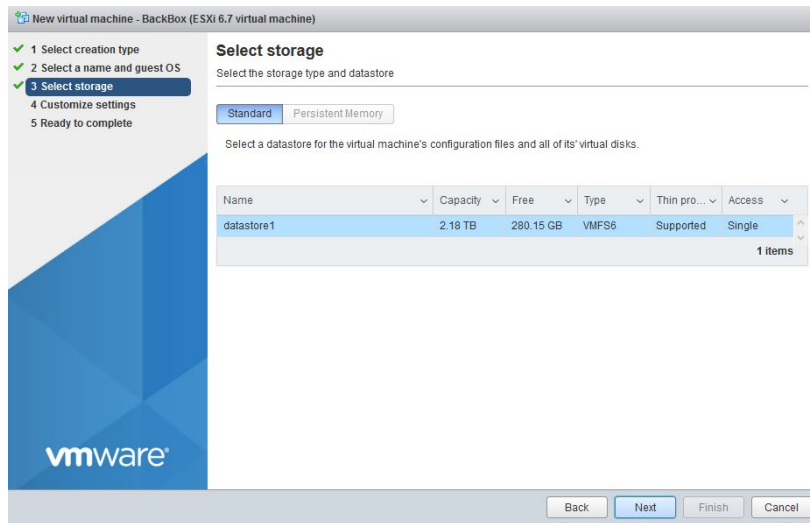 New virtual machine - BackBox (ESXi 6.7 virtual machine)
1 Select creation type
2 Select a name and guest OS
3 Select storage
4 Customize settings
5 Ready to complete
Select storage
Select the storage type and datastore
Standard Persistent Memory
Select a datastore for the virtual machine's configuration files and all of its' virtual disks.
Name Capacity Free Type Thin pro... Access
datastore1 2.18 TB 280.15 GB VMFS6 Supported Single
1 items
vmware®
Back Next Finish Cancel